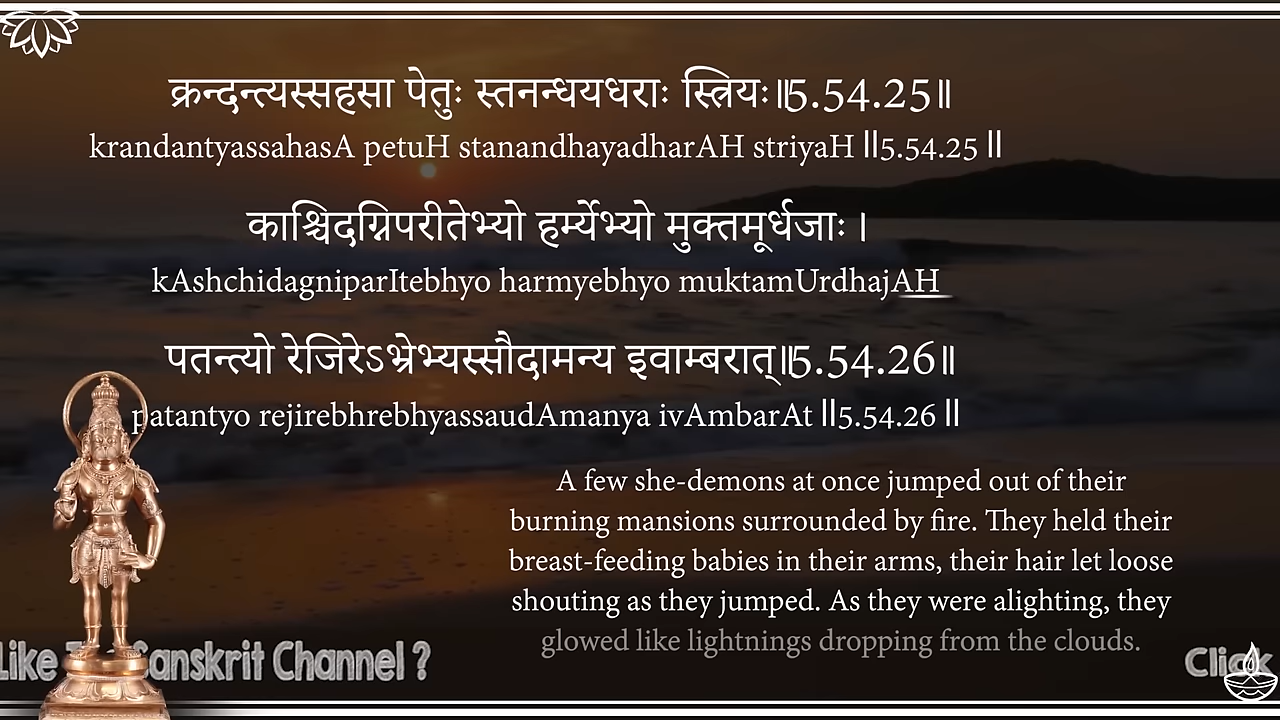 क्रन्दन्त्यस्सहसा पेतुः स्तनन्धयधराः स्त्रियः॥5.54.25॥
krandantyassahasA petuH stanandhayadharAH striyaH ॥5.54.25 ॥
काश्चिदग्निपरीतेभ्यो हर्म्येभ्यो मुक्तमूर्धजाः ।
kAshchidagniparItebhyo harmyebhyo muktamUrdhajAH
पतन्त्यो रेजिरेऽभ्रेभ्यस्सौदामन्य इवाम्बरात्॥5.54.26॥
patantyo rejirebhrebhyassaudAmanya ivAmbarAt ॥5.54.26 ॥
A few she-demons at once jumped out of their
burning mansions surrounded by fire. They held their
breast-feeding babies in their arms, their hair let loose
shouting as they jumped. As they were alighting, they
glowed like lightnings dropping from the clouds.
Like Sanskrit Channel ?